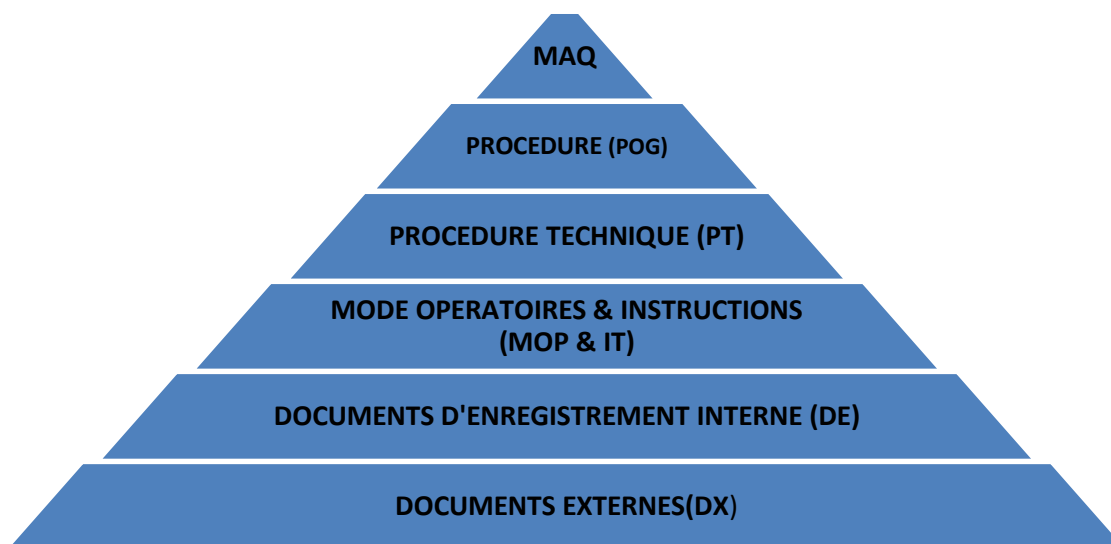 MAQ
PROCEDURE (POG)
PROCEDURE TECHNIQUE (PT)
MODE OPERATOIRES & INSTRUCTIONS
(MOP & IT)
DOCUMENTS D'ENREGISTREMENT INTERNE (DE)
DOCUMENTS EXTERNES(DX)